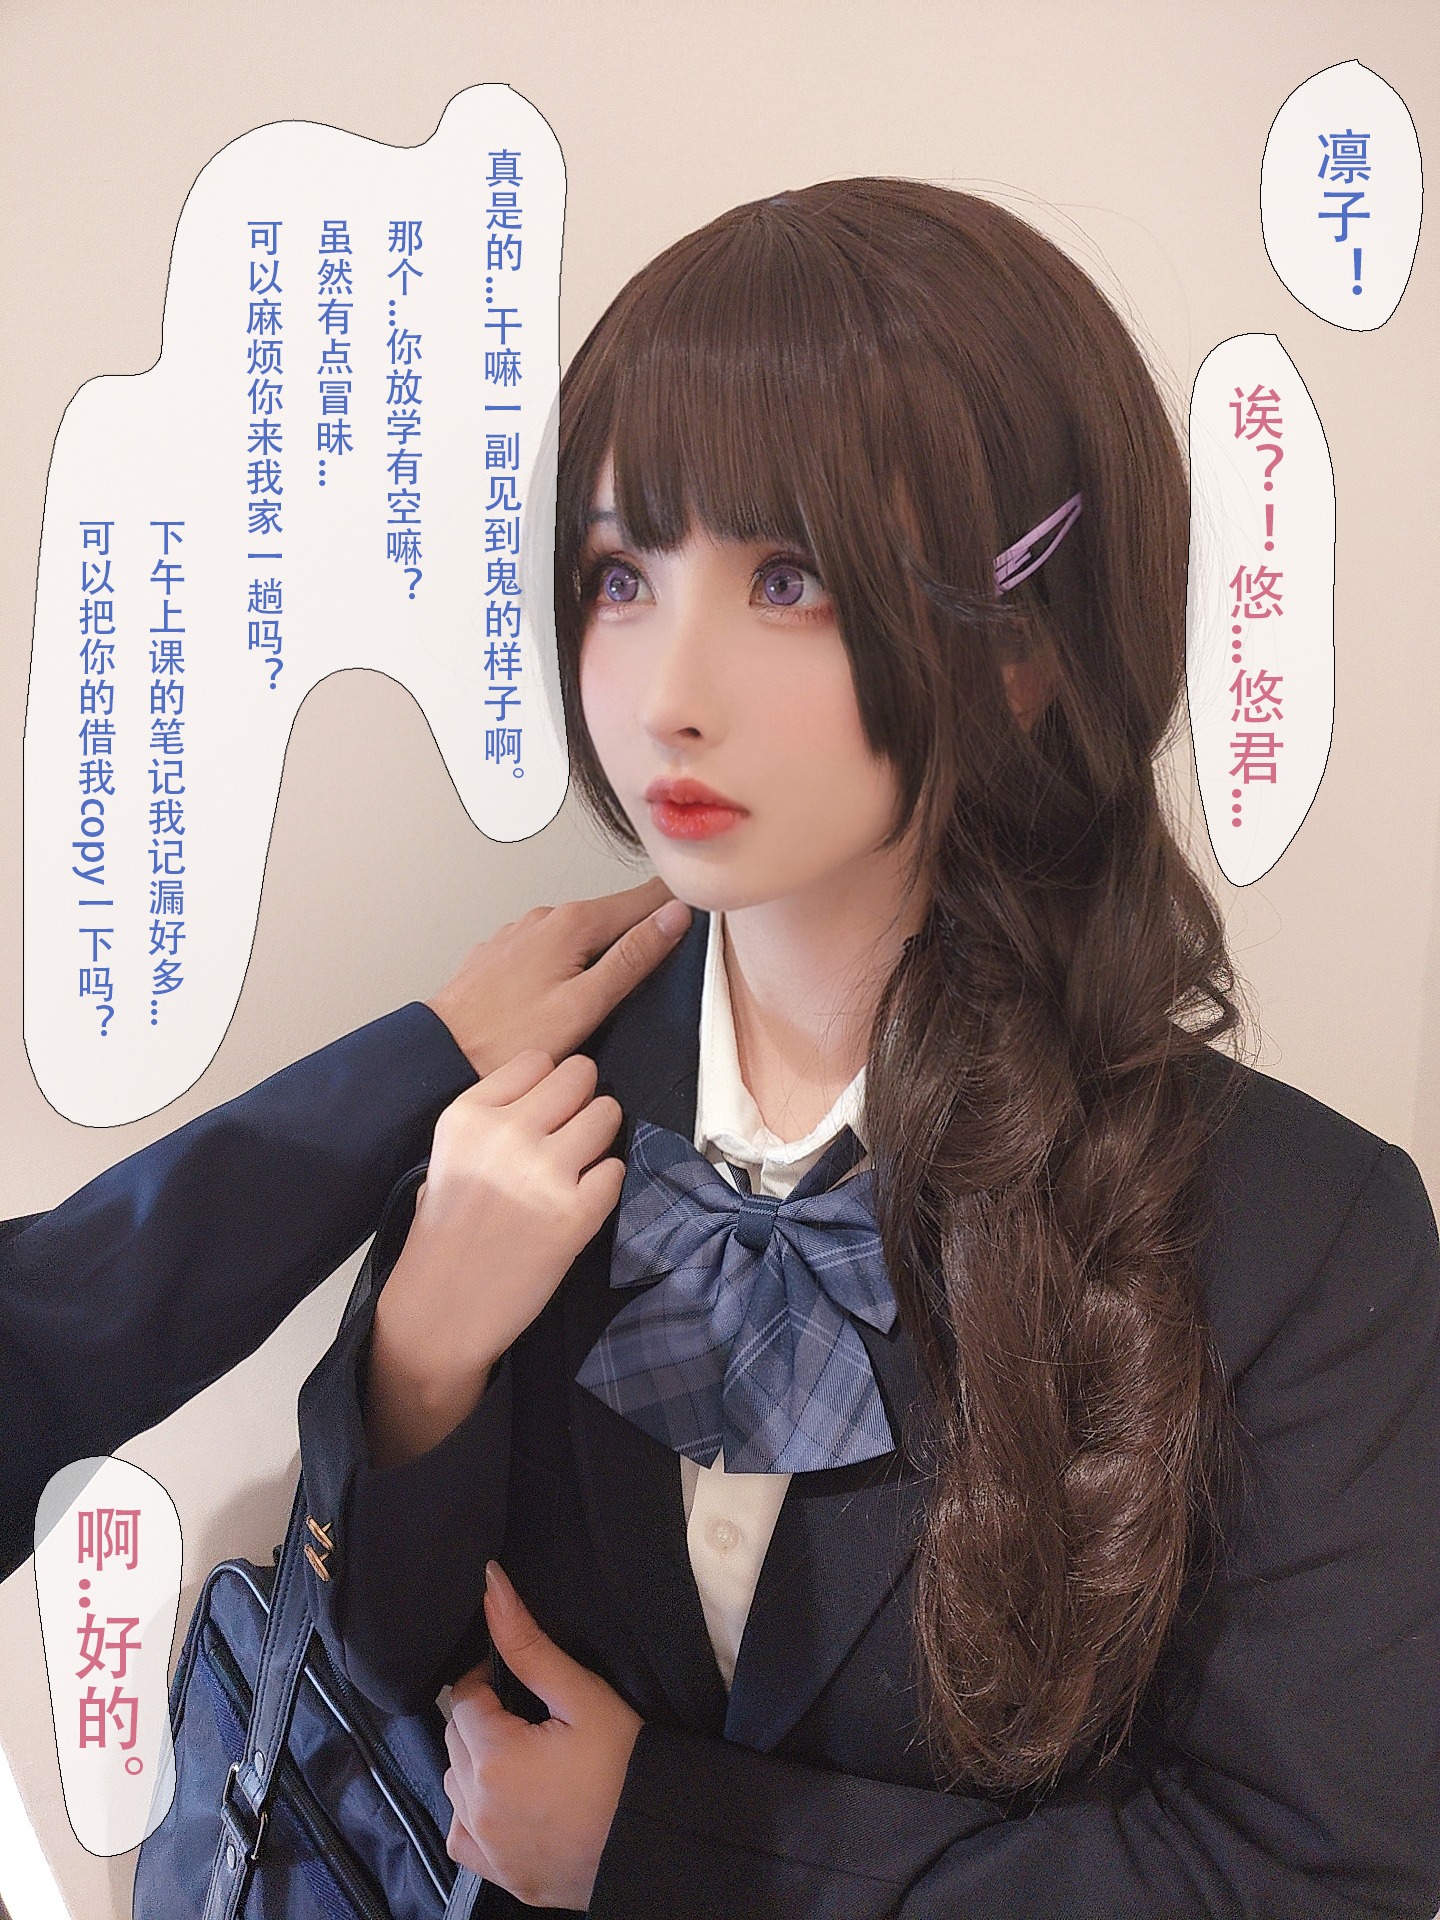 凛子！
诶？！悠…悠君…
真是的…干嘛一副见到鬼的样子啊。
那个…你放学有空嘛？
虽然有点冒昧…
可以麻烦你来我家一趟吗？
下午上课的笔记我记漏好多…
可以把你的借我copy一下吗？
啊…好的。